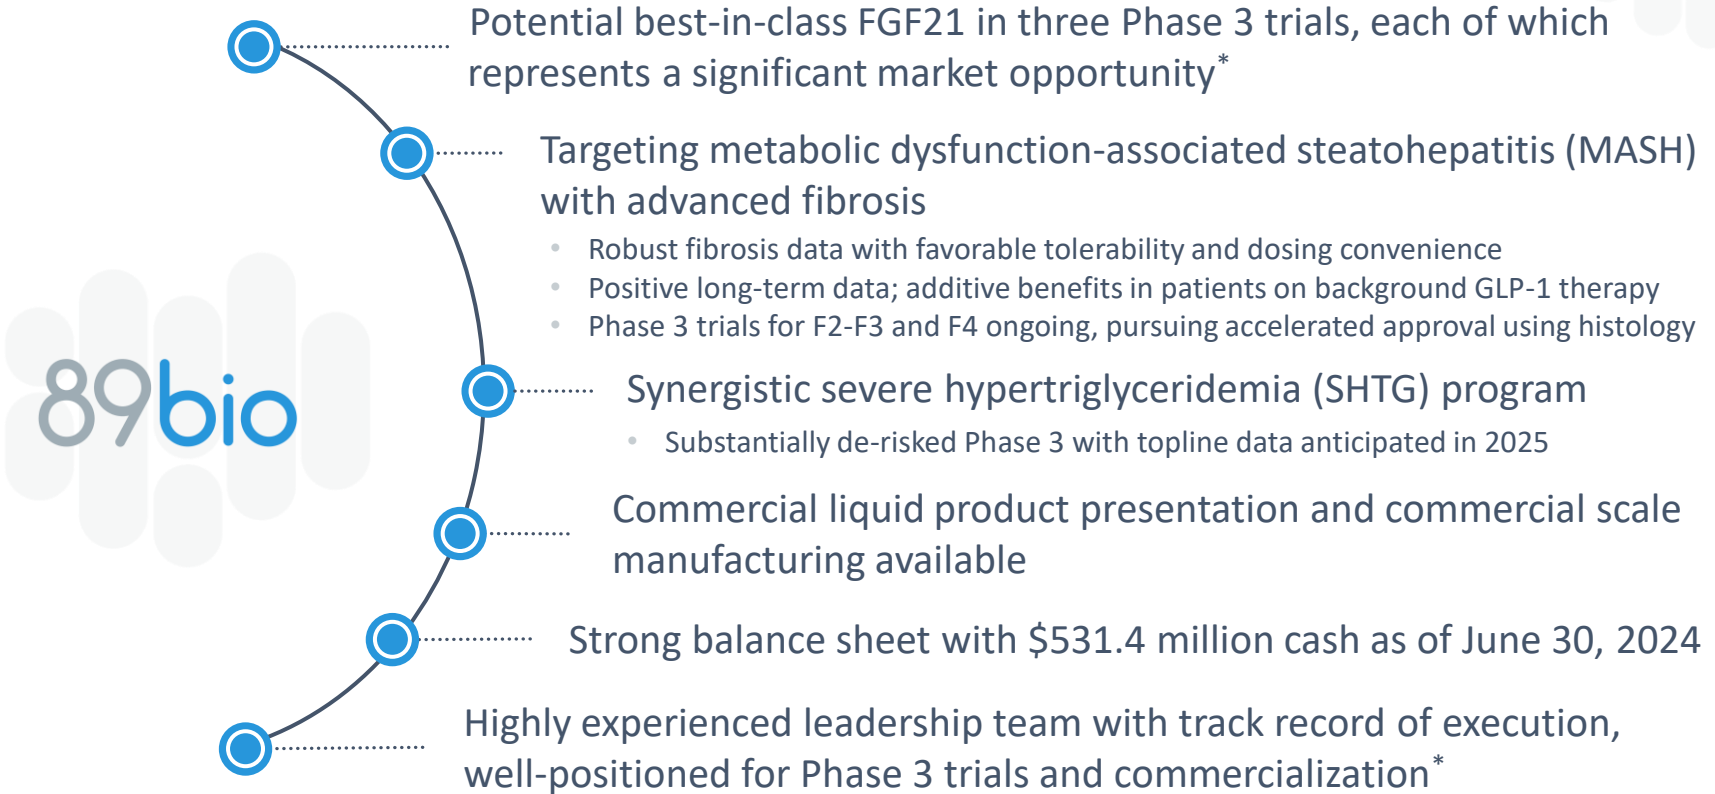 Potential best-in-class FGF21 in three Phase 3 trials, each of which
represents a significant market opportunity*
Targeting metabolic dysfunction-associated steatohepatitis (MASH)
with advanced fibrosis
• Robust fibrosis data with favorable tolerability and dosing convenience
• Positive long-term data; additive benefits in patients on background GLP-1 therapy
• Phase 3 trials for F2-F3 and F4 ongoing, pursuing accelerated approval using histology
89bio
Synergistic severe hypertriglyceridemia (SHTG) program
• Substantially de-risked Phase 3 with topline data anticipated in 2025
Commercial liquid product presentation and commercial scale
manufacturing available
Strong balance sheet with $531.4 million cash as of June 30, 2024
Highly experienced leadership team with track record of execution,
well-positioned for Phase 3 trials and commercialization*